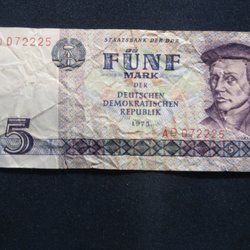 AD 072225
STAATSBANK DER DDR
FÜNF
MARK
DER
DEUTSCHEN
DEMOKRATISCHEN
REPUBLIK
1975
5
AD 072225